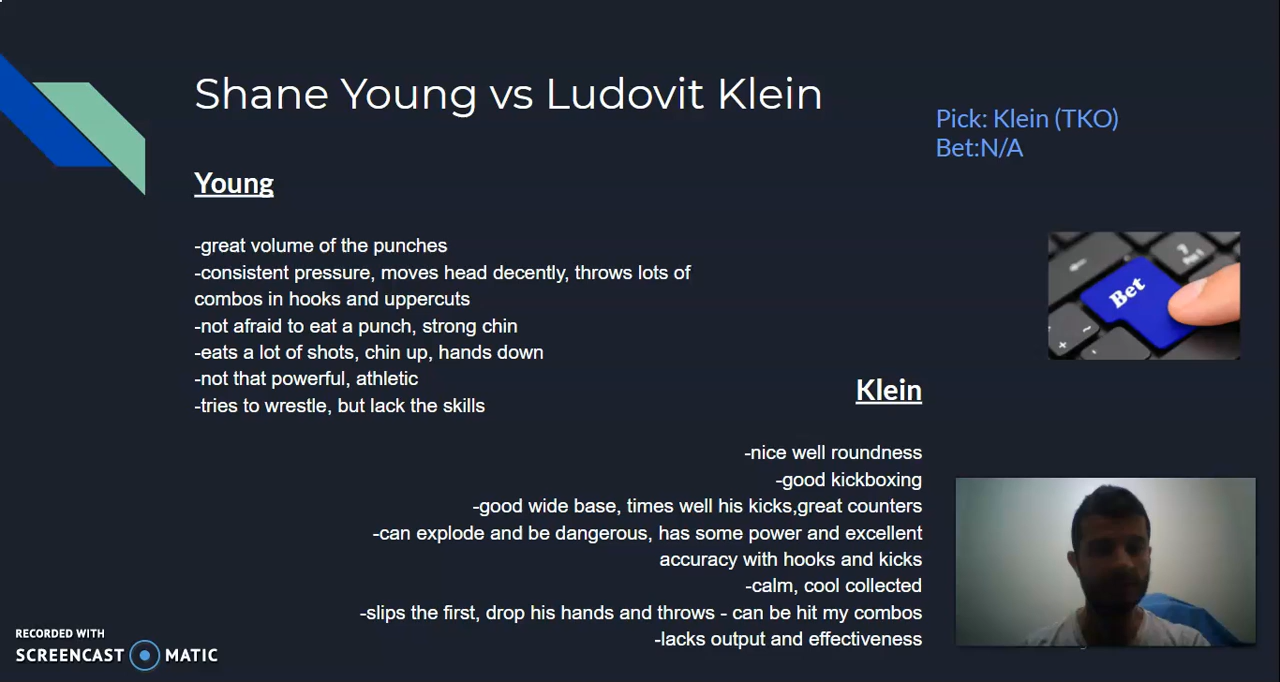 Shane Young vs Ludovit Klein
Pick: Klein (TKO)
Bet:N/A
Young
-great volume of the punches
-consistent pressure, moves head decently, throws lots of
combos in hooks and uppercuts
-not afraid to eat a punch, strong chin
-eats a lot of shots, chin up, hands down
-not that powerful, athletic
-tries to wrestle, but lack the skills
Bet
Klein
-nice well roundness
-good kickboxing
-good wide base, times well his kicks,great counters
-can explode and be dangerous, has some power and excellent
accuracy with hooks and kicks
-calm, cool collected
-slips the first, drop his hands and throws - can be hit my combos
-lacks output and effectiveness
RECORDED WITH
SCREENCAST MATIC